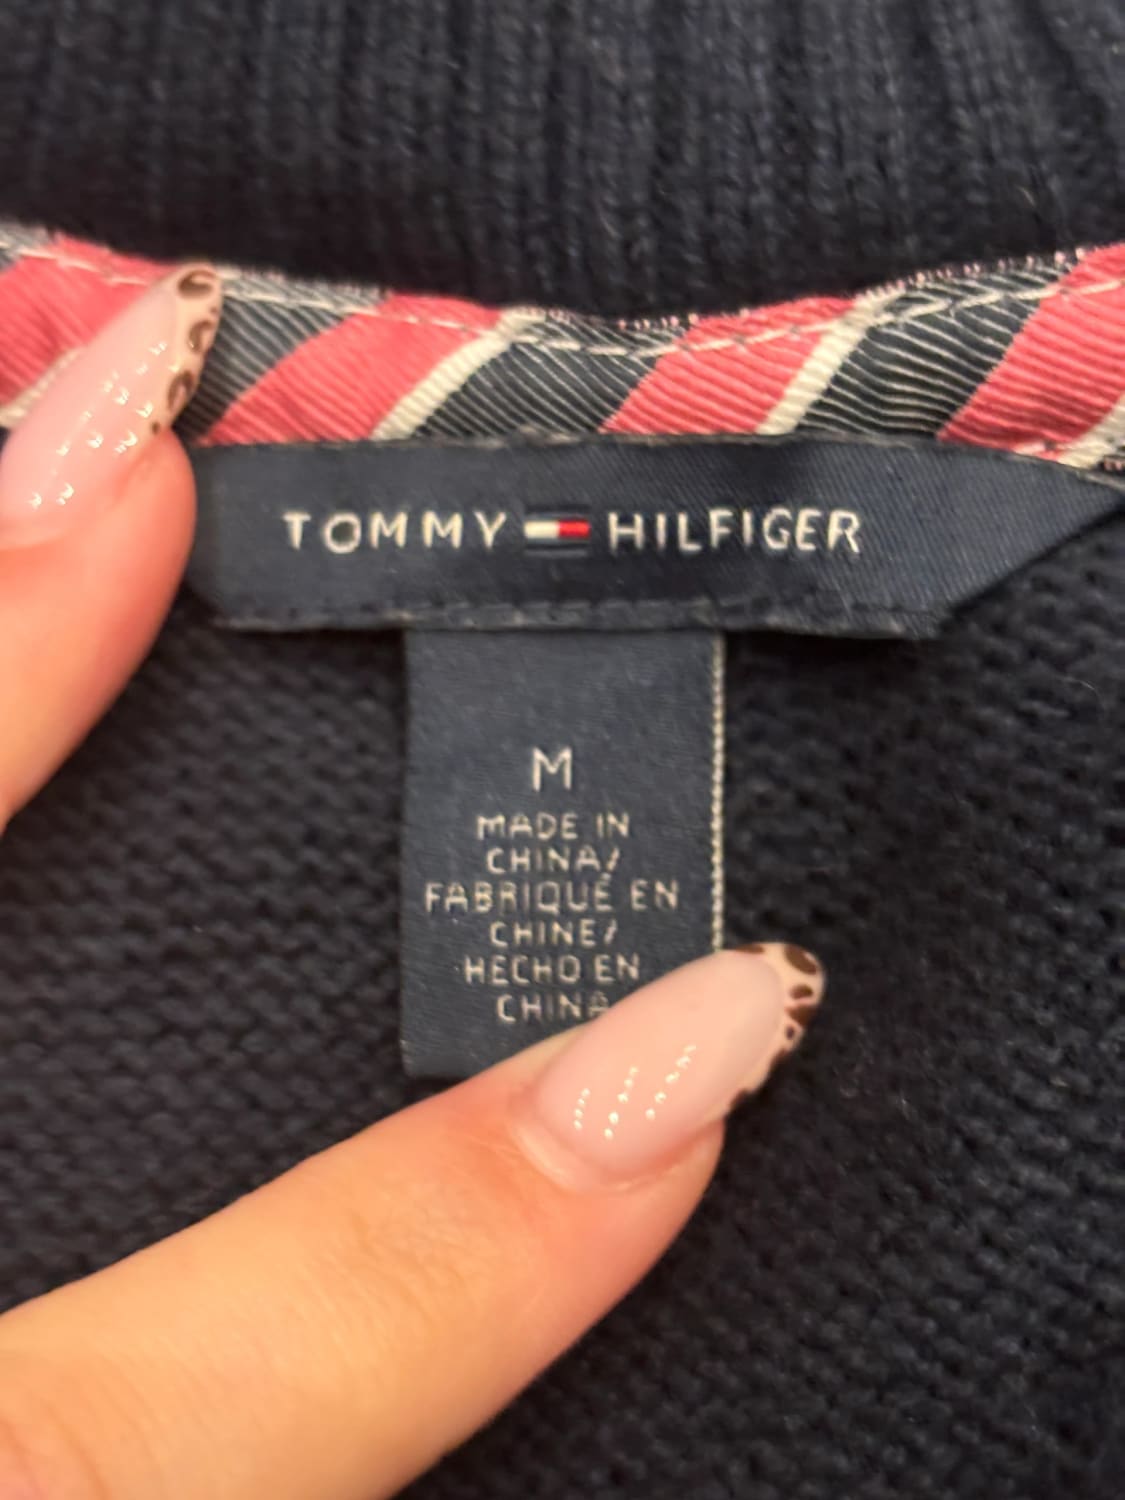 TOMMY HILFIGER
M
MADE IN
CHINA/
FABRIQUÉ EN
CHINE/
HECHO EN
CHINA